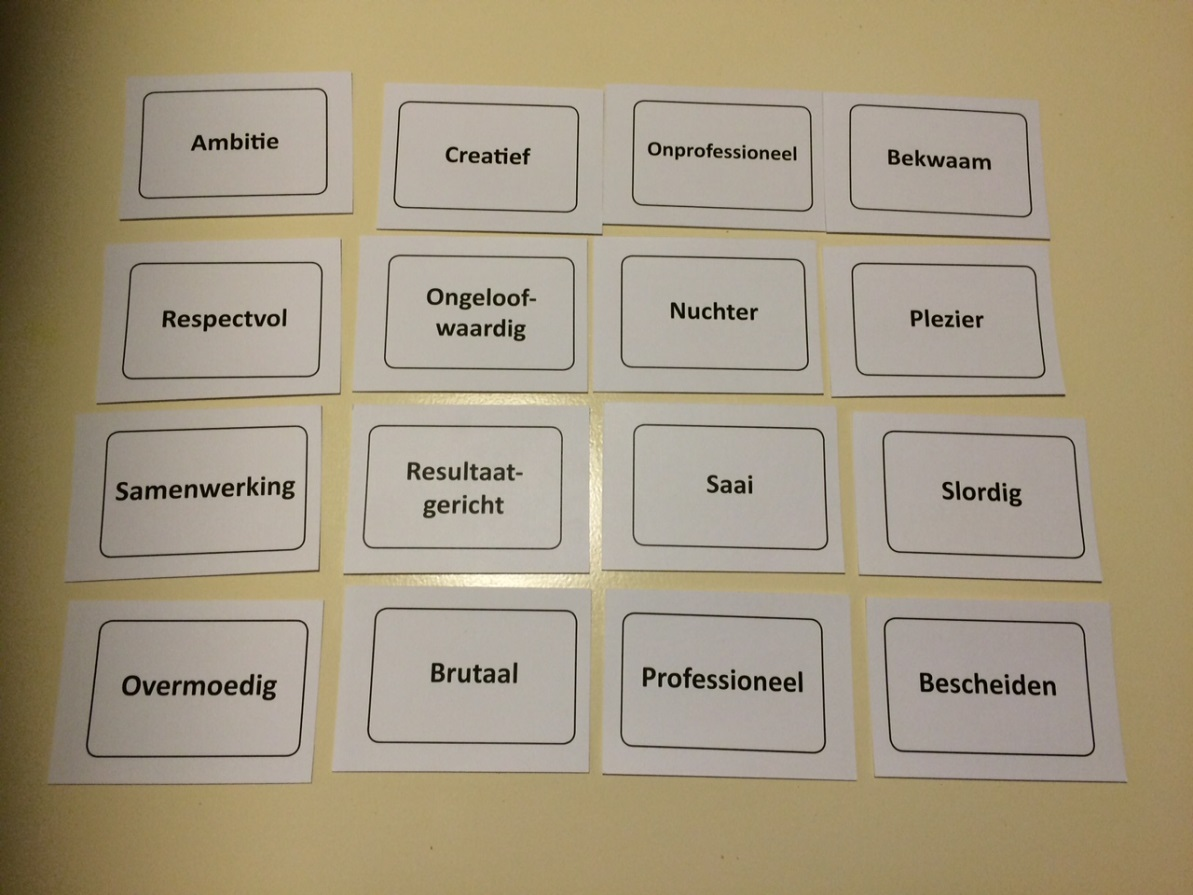 Ambitie
Creatief
Onprofessioneel
Bekwaam
Respectvol
Ongeloof-
waardig
Nuchter
Plezier
Samenwerking
Resultaat-
gericht
Saai
Slordig
Overmoedig
Brutaal
Professioneel
Bescheiden